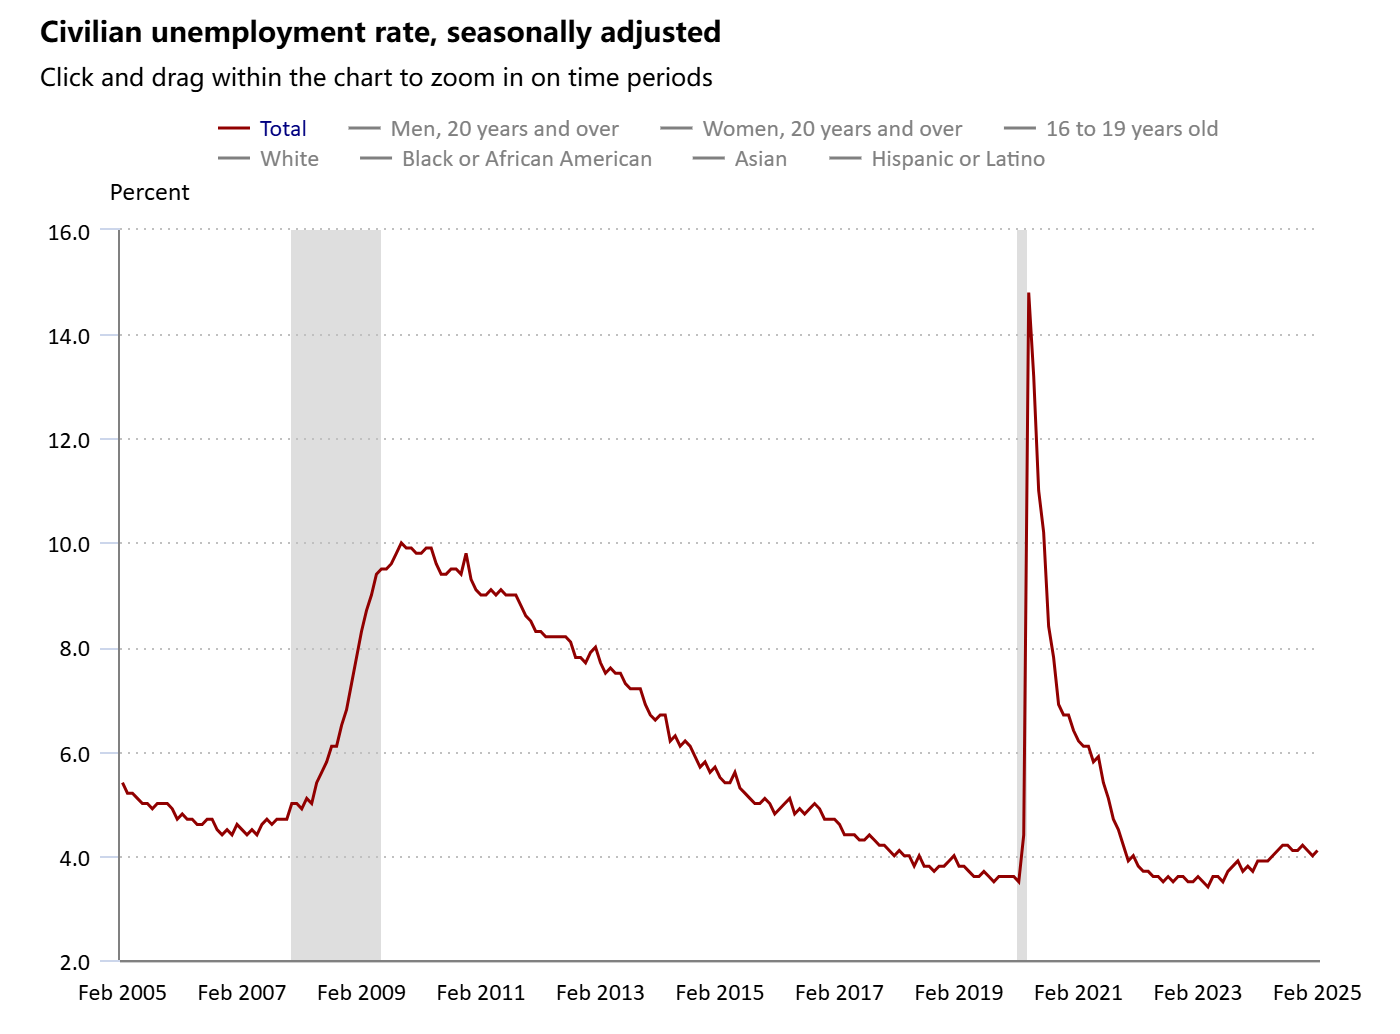 Civilian unemployment rate, seasonally adjusted
Click and drag within the chart to zoom in on time periods
Total Men, 20 years and over Women, 20 years and over 16 to 19 years old
White Black or African American Asian Hispanic or Latino
Percent
16.0
14.0
12.0
10.0
8.0
6.0
4.0
2.0
Feb 2005 Feb 2007 Feb 2009 Feb 2011 Feb 2013 Feb 2015 Feb 2017 Feb 2019 Feb 2021 Feb 2023 Feb 2025